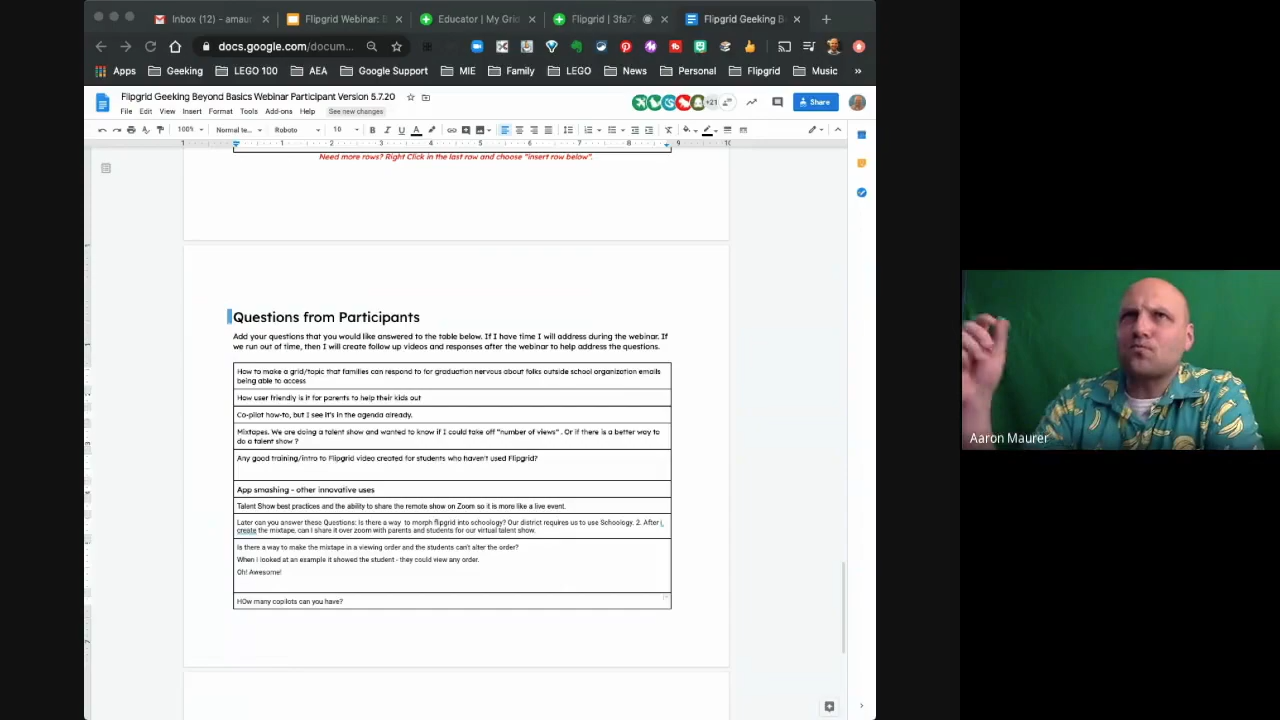 Inbox (12) - amaur
Flipgrid Webinar: B
Educator | My Grid
Flipgrid | 3fa7
Flipgrid Geeking B
docs.google.com/docum...
Apps
Geeking
LEGO 100
AEA
Google Support
MIE
Family
LEGO
News
Personal
Flipgrid
Music
»
Flipgrid Geeking Beyond Basics Webinar Participant Version 5.7.20
File Edit View Insert Format Tools Add-ons Help See new changes
+21
Share
100% Normal te... Roboto 10
1 1 2 3 4 5 6 7 8 9 10
Need more rows? Right Click in the last row and choose "insert row below".
Questions from Participants
Add your questions that you would like answered to the table below. If I have time I will address during the webinar. If
we run out of time, then I will create follow up videos and responses after the webinar to help address the questions.
How to make a grid/topic that families can respond to for graduation nervous about folks outside school organization emails
being able to access
How user friendly is it for parents to help their kids out
Co-pilot how-to, but I see it's in the agenda already.
Mixtapes. We are doing a talent show and wanted to know if I could take off "number of views" . Or if there is a better way to
do a talent show ?
Any good training/intro to Flipgrid video created for students who haven't used Flipgrid?
App smashing - other innovative uses
Talent Show best practices and the ability to share the remote show on Zoom so it is more like a live event.
Later can you answer these Questions: Is there a way to morph flipgrid into schoology? Our district requires us to use Schoology. 2. After i
create the mixtape, can I share it over zoom with parents and students for our virtual talent show.
Is there a way to make the mixtape in a viewing order and the students can't alter the order?
When I looked at an example it showed the student - they could view any order.
Oh! Awesome!
HOw many copilots can you have?
Aaron Maurer